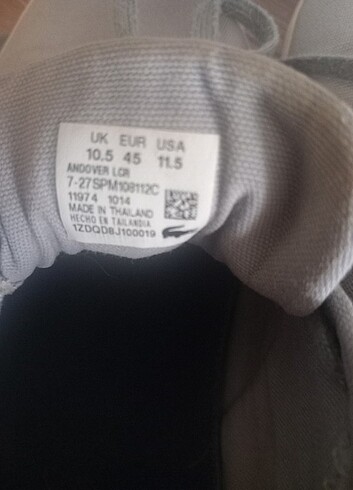 UK EUR USA
10.5 45 11.5
ANDOVER LCR
7-27SPM108112C
11974 1014
MADE IN THAILAND
HECHO EN TAILANDIA
1ZDQD8J100019